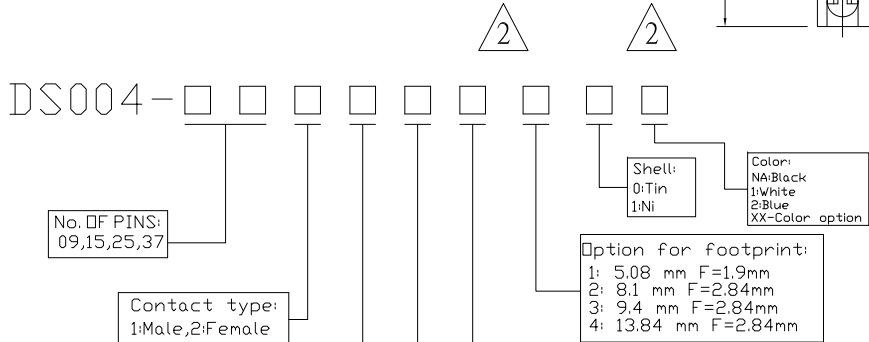 2 2
DS004-□□□□□□□□□
Shell:
0:Tin
1:Ni
Color:
NA:Black
1:White
2:Blue
XX-Color option
No. OF PINS:
09,15,25,37
Option for footprint:
1: 5.08 mm F=1.9mm
2: 8.1 mm F=2.84mm
3: 9.4 mm F=2.84mm
4: 13.84 mm F=2.84mm
Contact type:
1:Male,2:Female